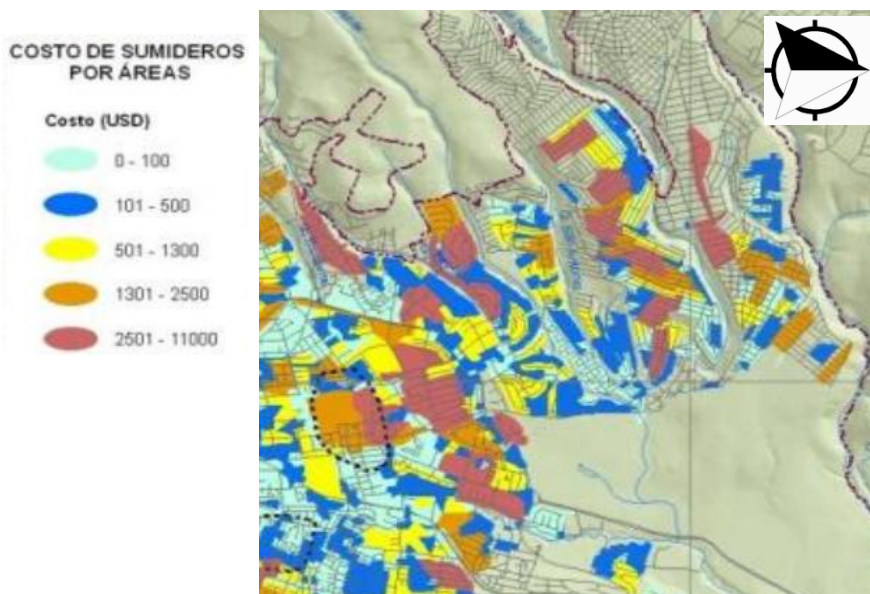 COSTO DE SUMIDEROS
POR ÁREAS
Costo (USD)
0 - 100
101 - 500
501 - 1300
1301 - 2500
2501 - 11000